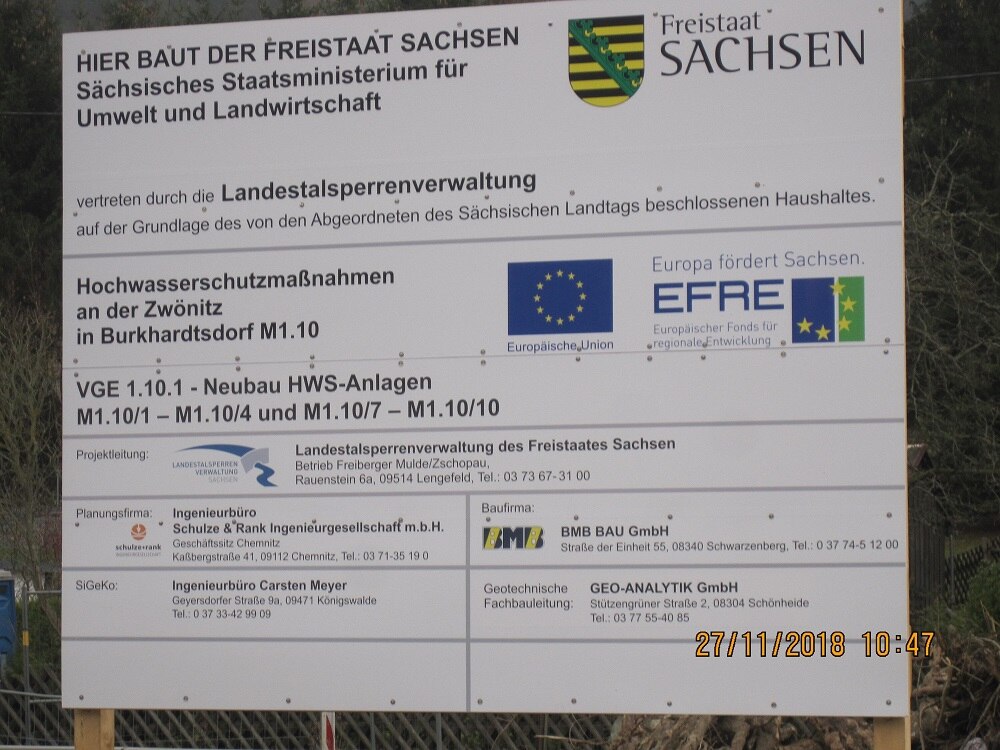 HIER BAUT DER FREISTAAT SACHSEN
Sächsisches Staatsministerium für
Umwelt und Landwirtschaft
Freistaat
SACHSEN
vertreten durch die Landestalsperrenverwaltung
auf der Grundlage des von den Abgeordneten des Sächsischen Landtags beschlossenen Haushaltes.
Hochwasserschutzmaßnahmen
an der Zwönitz
in Burkhardtsdorf M1.10
Europäische Union
Europa fördert Sachsen.
EFRE
Europäischer Fonds für
regionale Entwicklung
VGE 1.10.1 - Neubau HWS-Anlagen
M1.10/1 – M1.10/4 und M1.10/7 – M1.10/10
Projektleitung:
LANDESTALSPERREN
VERWALTUNG
SACHSEN
Landestalsperrenverwaltung des Freistaates Sachsen
Betrieb Freiberger Mulde/Zschopau,
Rauenstein 6a, 09514 Lengefeld, Tel.: 03 73 67-31 00
Planungsfirma:
schulze+rank
Ingenieurbüro
Schulze & Rank Ingenieurgesellschaft m.b.H.
Geschäftssitz Chemnitz
Kaßbergstraße 41, 09112 Chemnitz, Tel.: 03 71-35 19 0
Baufirma:
BMB
BMB BAU GmbH
Straße der Einheit 55, 08340 Schwarzenberg, Tel.: 0 37 74-5 12 00
SiGeKo:
Ingenieurbüro Carsten Meyer
Geyersdorfer Straße 9a, 09471 Königswalde
Tel.: 0 37 33-42 99 09
Geotechnische
Fachbauleitung:
GEO-ANALYTIK GmbH
Stützengrüner Straße 2, 08304 Schönheide
Tel.: 03 77 55-40 85
27/11/2018 10:47